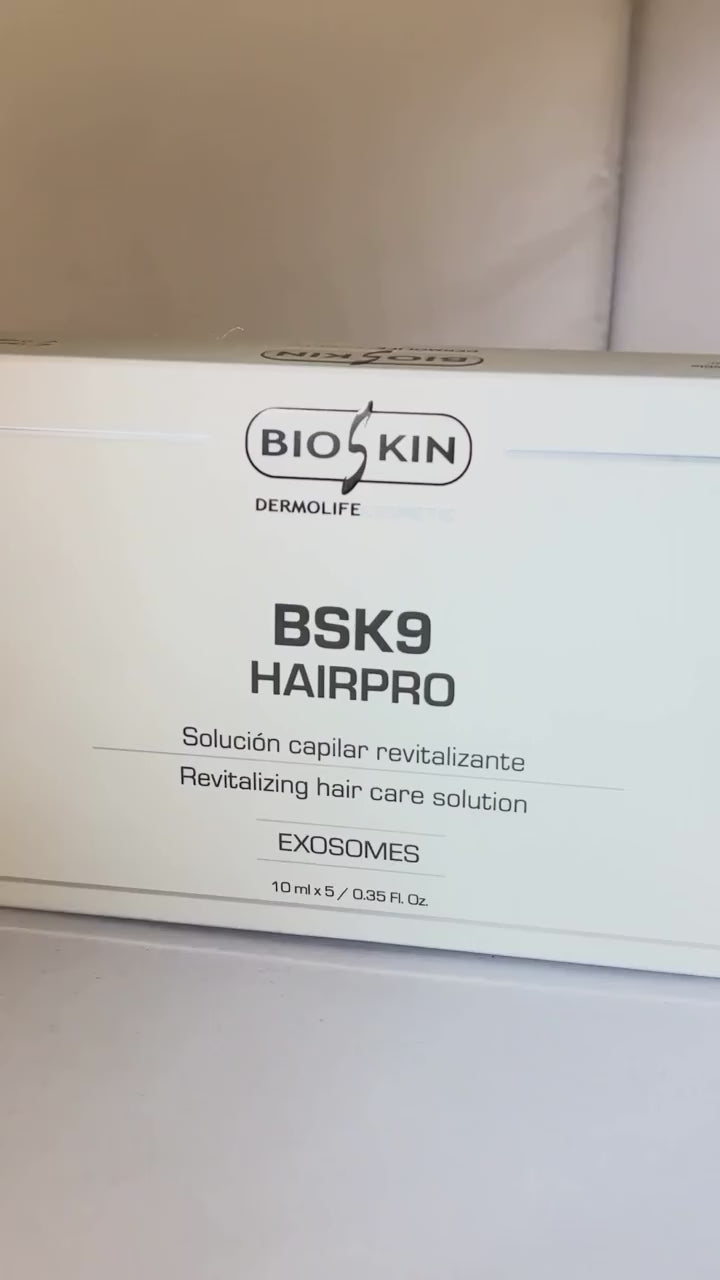 BIOSKIN
BIOSKIN
DERMOLIFE
BSK9
HAIRPRO
Solución capilar revitalizante
Revitalizing hair care solution
EXOSOMES
10 ml x 5 / 0.35 Fl. Oz.